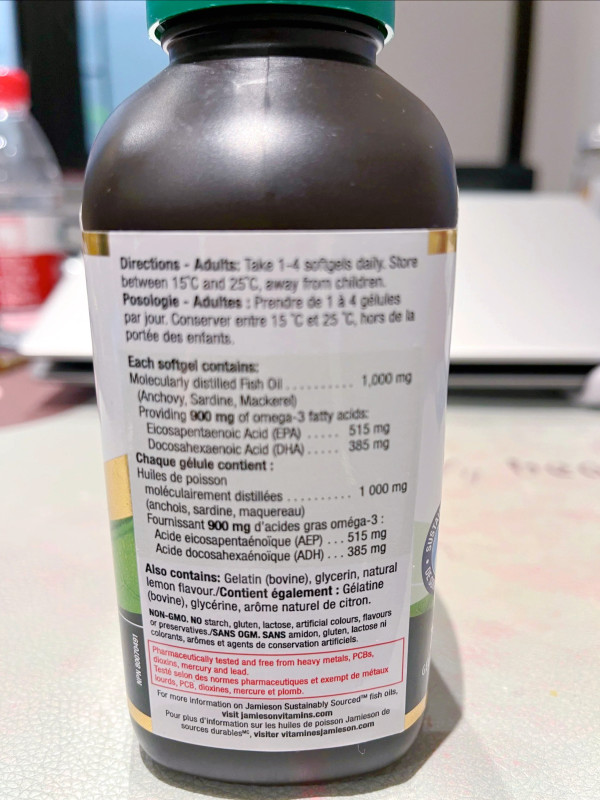 Directions - Adults: Take 1-4 softgels daily. Store
between 15°C and 25°C, away from children.
Posologie - Adultes : Prendre de 1 à 4 gélules
par jour. Conserver entre 15 °C et 25 °C, hors de la
portée des enfants.
Each softgel contains:
Molecularly distilled Fish Oil ............ 1,000 mg
(Anchovy, Sardine, Mackerel)
Providing 900 mg of omega-3 fatty acids:
Eicosapentaenoic Acid (EPA) ..... 515 mg
Docosahexaenoic Acid (DHA) ..... 385 mg
Chaque gélule contient :
Huiles de poisson
moléculairement distillées .......... 1 000 mg
(anchois, sardine, maquereau)
Fournissant 900 mg d'acides gras oméga-3 :
Acide eicosapentaénoïque (AEP) ... 515 mg
Acide docosahexaénoïque (ADH) ... 385 mg
Also contains: Gelatin (bovine), glycerin, natural
lemon flavour./Contient également : Gélatine
(bovine), glycérine, arôme naturel de citron.
NON-GMO. NO starch, gluten, lactose, artificial colours, flavours
or preservatives./SANS OGM. SANS amidon, gluten, lactose ni
colorants, arômes et agents de conservation artificiels.
Pharmaceutically tested and free from heavy metals, PCBs,
dioxins, mercury and lead.
Testé selon des normes pharmaceutiques et exempt de métaux
lourds, PCB, dioxines, mercure et plomb.
For more information on Jamieson Sustainably Sourced™ fish oils,
visit jamiesonvitamins.com
Pour plus d'information sur les huiles de poisson Jamieson de
sources durables^MC, visiter vitaminesjamieson.com
NPN 80070491